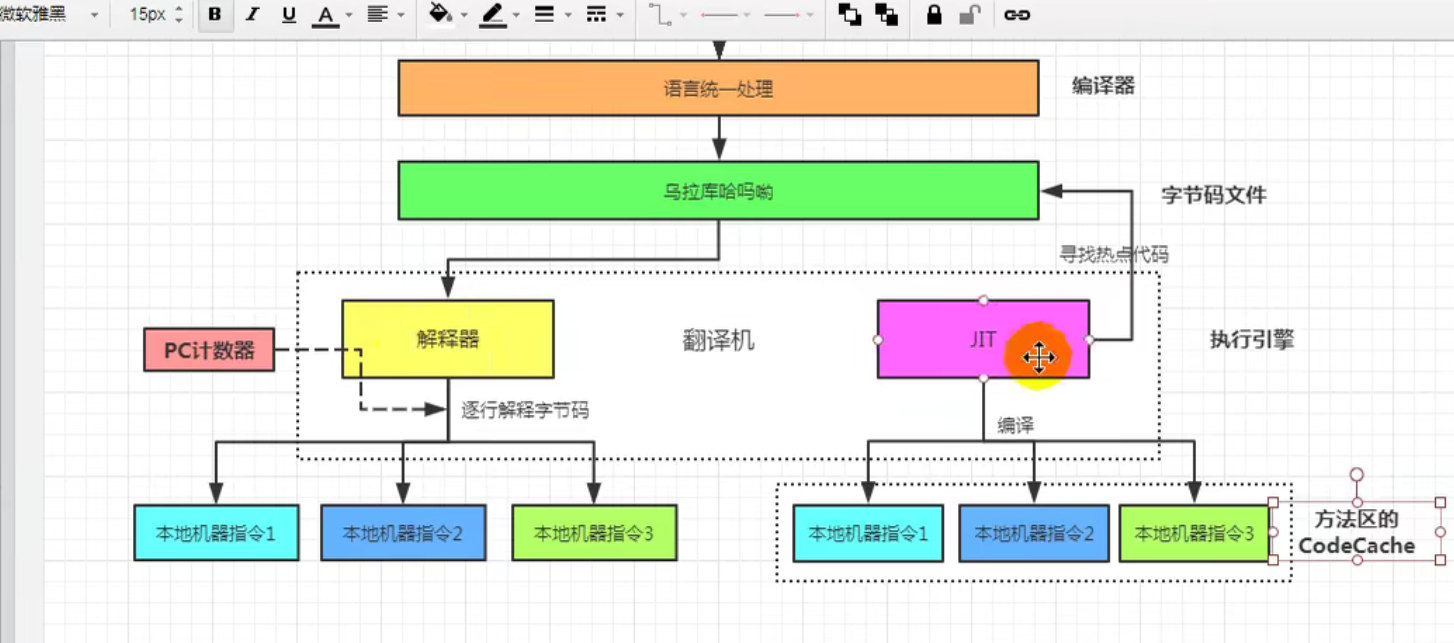 微软雅黑 15px B I U A
语言统一处理 编译器
乌拉库哈吗哟 字节码文件
寻找热点代码
解释器 翻译机 JIT 执行引擎
PC计数器
逐行解释字节码
编译
本地机器指令1 本地机器指令2 本地机器指令3 本地机器指令1 本地机器指令2 本地机器指令3
方法区的
CodeCache